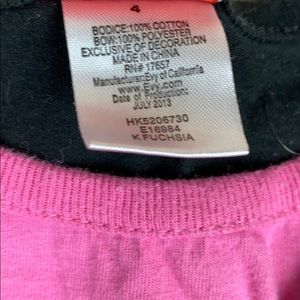 4
BODICE:100% COTTON
BOW:100% POLYESTER
EXCLUSIVE OF DECORATION
MADE IN CHINA
RN# 17657
Manufacturer:Evy of California
www.Evy.com
Date of Production:
JULY 2013
HK5206730
E16984
K.FUCHSIA